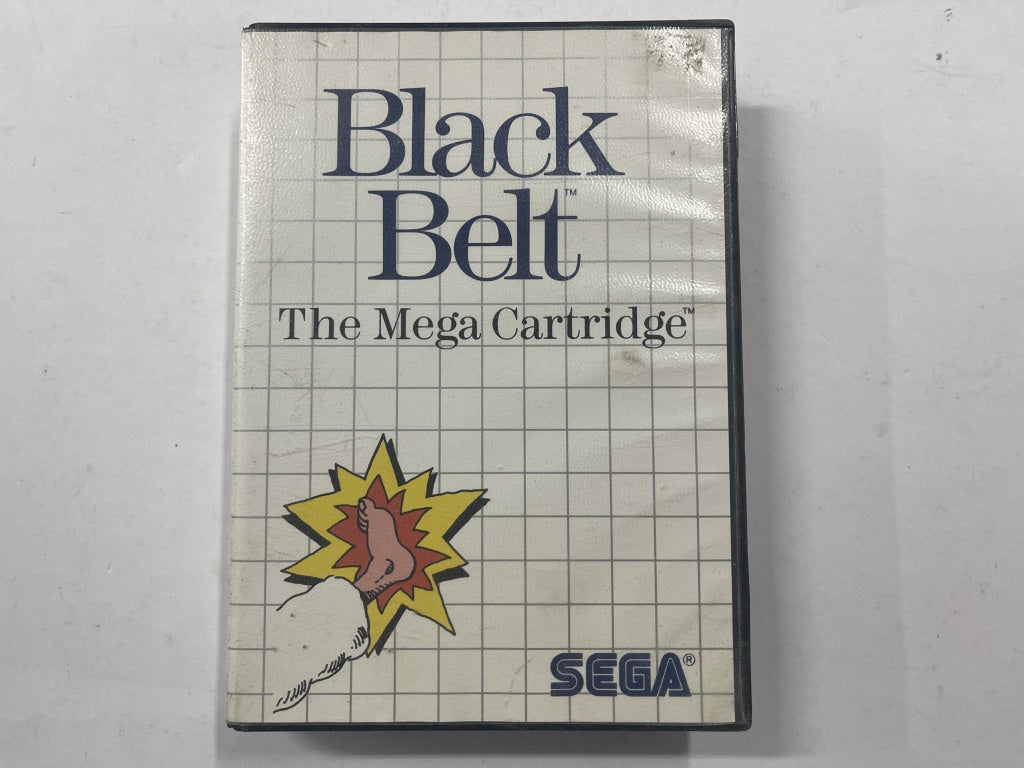 Black
Belt™
The Mega Cartridge™
SEGA®